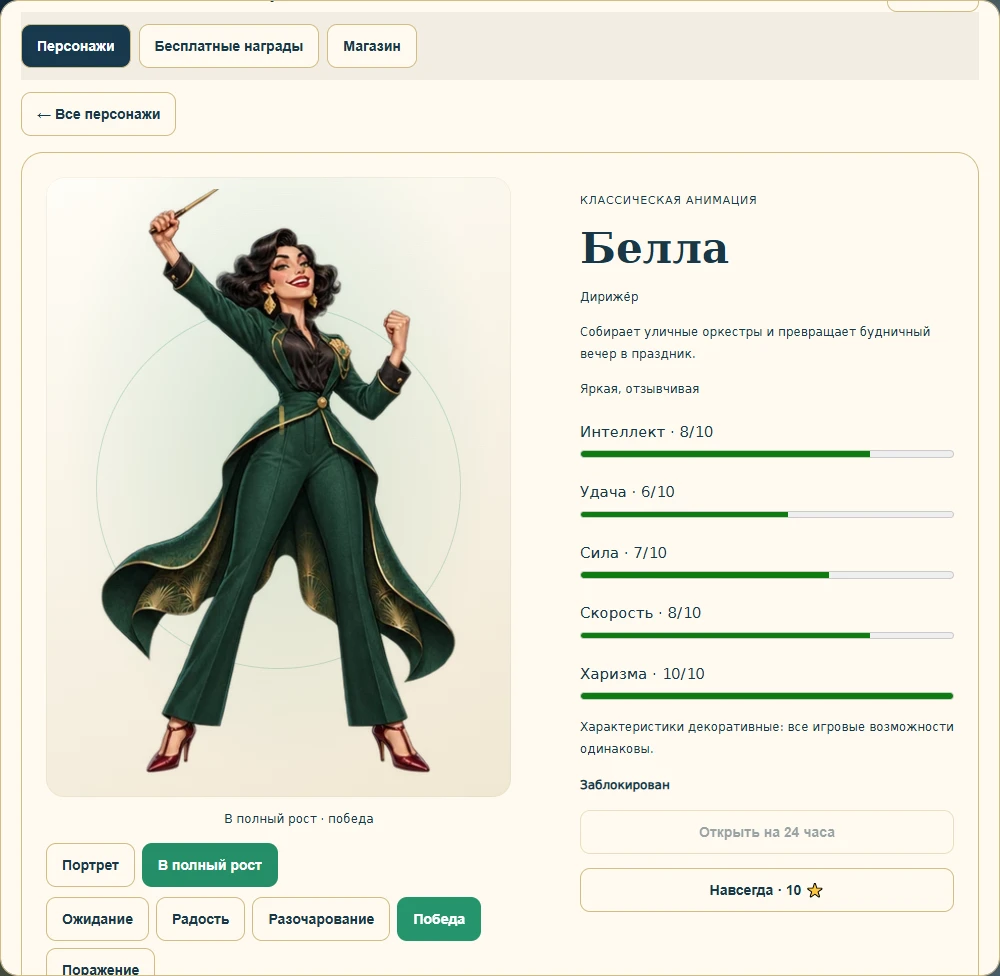 Персонажи
Бесплатные награды
Магазин
← Все персонажи
КЛАССИЧЕСКАЯ АНИМАЦИЯ
Белла
Дирижёр
Собирает уличные оркестры и превращает будничный
вечер в праздник.
Яркая, отзывчивая
Интеллект · 8/10
Удача · 6/10
Сила · 7/10
Скорость · 8/10
Харизма · 10/10
Характеристики декоративные: все игровые возможности
одинаковы.
Заблокирован
Открыть на 24 часа
Навсегда · 10 ⭐
В полный рост · победа
Портрет
В полный рост
Ожидание
Радость
Разочарование
Победа
Поражение